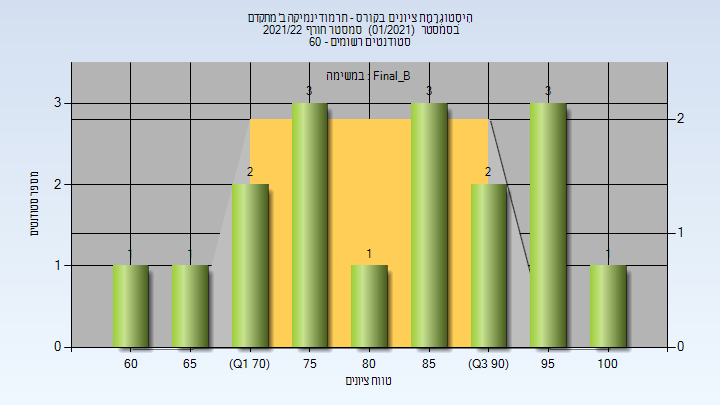 היסטוגרמת ציונים בקורס - תרמודינמיקה ב' מתקדם
בסמסטר (01/2021) סמסטר חורף 2021/22
סטודנטים רשומים - 60
במשימה : Final_B
3
2
1
0
2
1
0
1
1
2
3
1
3
2
3
1
60
65
(Q1 70)
75
80
85
(Q3 90)
95
100
מספר סטודנטים
טווח ציונים